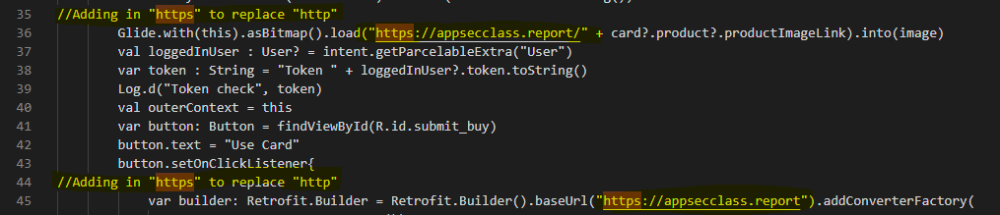 35 //Adding in "https" to replace "http"
36 Glide.with(this).asBitmap().load("https://appsecclass.report/" + card?.product?.productImageLink).into(image)
37 val loggedInUser : User? = intent.getParcelableExtra("User")
38 var token : String = "Token " + loggedInUser?.token.toString()
39 Log.d("Token check", token)
40 val outerContext = this
41 var button: Button = findViewById(R.id.submit_buy)
42 button.text = "Use Card"
43 button.setOnClickListener{
44 //Adding in "https" to replace "http"
45 var builder: Retrofit.Builder = Retrofit.Builder().baseUrl("https://appsecclass.report").addConverterFactory(